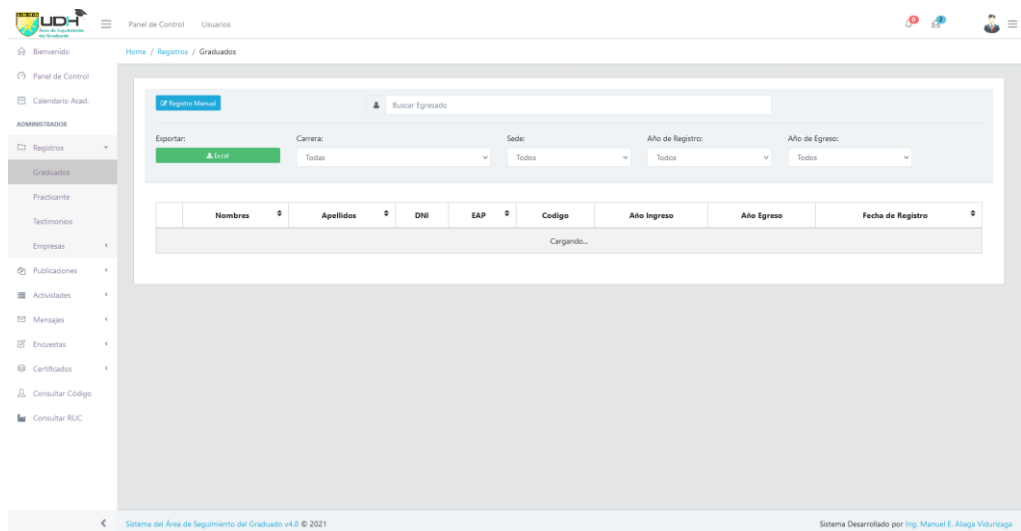 UDH
Área de Seguimiento
del Graduado
Panel de Control
Usuarios
0
2
Bienvenido
Panel de Control
Calendario Acad.
ADMINISTRADOR
Registros
Graduados
Practicante
Testimonios
Empresas
Publicaciones
Actividades
Mensajes
Encuestas
Certificados
Consultar Código
Consultar RUC
Home / Registros / Graduados
Registro Manual
Buscar Egresado
Exportar:
Carrera:
Sede:
Año de Registro:
Año de Egreso:
Excel
Todas
Todos
Todos
Todos
Nombres Apellidos DNI EAP Codigo Año Ingreso Año Egreso Fecha de Registro
Cargando...
Sistema del Área de Seguimiento del Graduado v4.8 © 2021
Sistema Desarrollado por Ing. Manuel E. Aliaga Vidurizaga